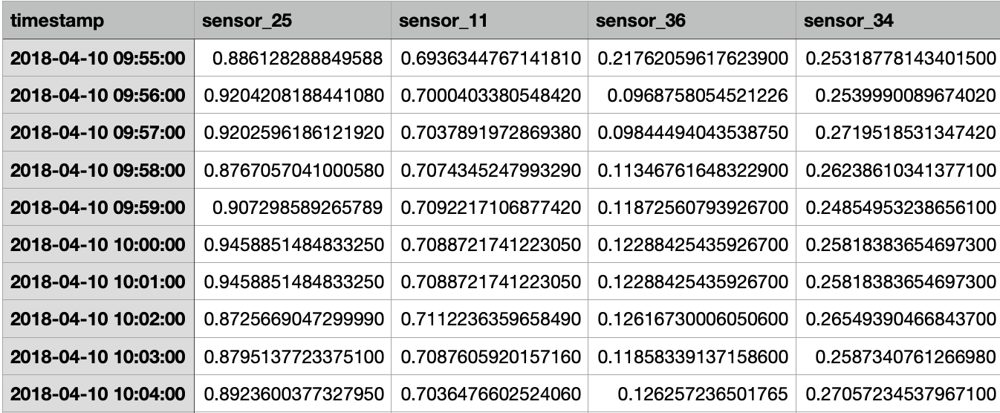 timestamp sensor_25 sensor_11 sensor_36 sensor_34
2018-04-10 09:55:00 0.886128288849588 0.6936344767141810 0.21762059617623900 0.25318778143401500
2018-04-10 09:56:00 0.9204208188441080 0.7000403380548420 0.0968758054521226 0.2539990089674020
2018-04-10 09:57:00 0.9202596186121920 0.7037891972869380 0.09844494043538750 0.2719518531347420
2018-04-10 09:58:00 0.8767057041000580 0.7074345247993290 0.11346761648322900 0.26238610341377100
2018-04-10 09:59:00 0.907298589265789 0.7092217106877420 0.11872560793926700 0.24854953238656100
2018-04-10 10:00:00 0.9458851484833250 0.7088721741223050 0.12288425435926700 0.25818383654697300
2018-04-10 10:01:00 0.9458851484833250 0.7088721741223050 0.12288425435926700 0.25818383654697300
2018-04-10 10:02:00 0.8725669047299990 0.7112236359658490 0.12616730006050600 0.26549390466843700
2018-04-10 10:03:00 0.8795137723375100 0.7087605920157160 0.11858339137158600 0.2587340761266980
2018-04-10 10:04:00 0.8923600377327950 0.7036476602524060 0.126257236501765 0.27057234537967100